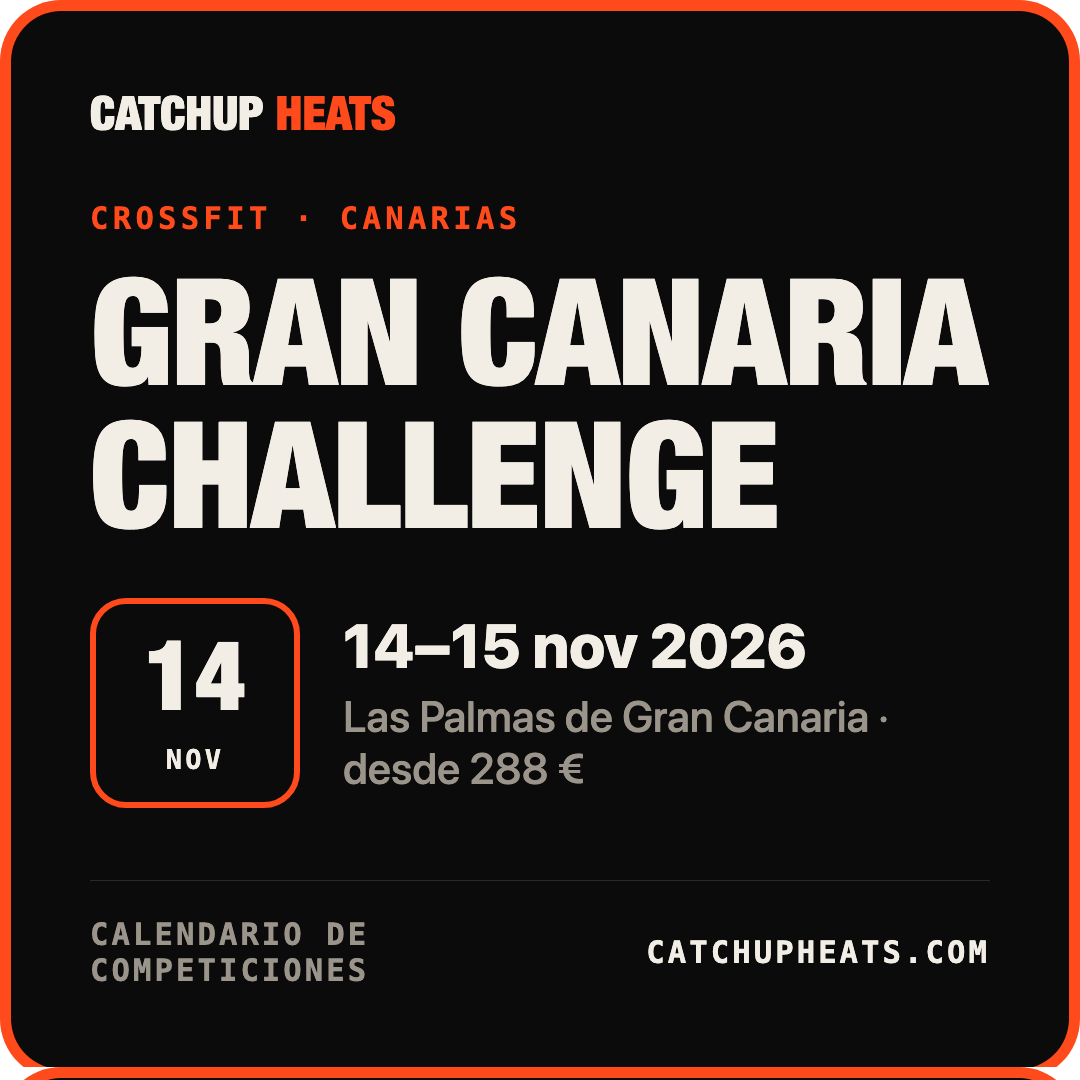 CATCHUP HEATS
CROSSFIT · CANARIAS
GRAN CANARIA
CHALLENGE
14
NOV
14–15 nov 2026
Las Palmas de Gran Canaria ·
desde 288 €
CALENDARIO DE
COMPETICIONES
CATCHUPHEATS.COM